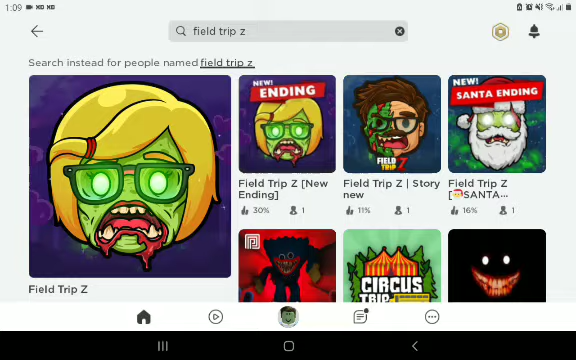 1:09
field trip z
Search instead for people named field trip z
NEW!
ENDING
NEW!
SANTA ENDING
FIELD
TRIP Z
Field Trip Z [New
Ending]
Field Trip Z | Story
new
Field Trip Z
[🎅SANTA...
30% 1
11% 1
16% 1
CIRCUS
TRIP
Field Trip Z